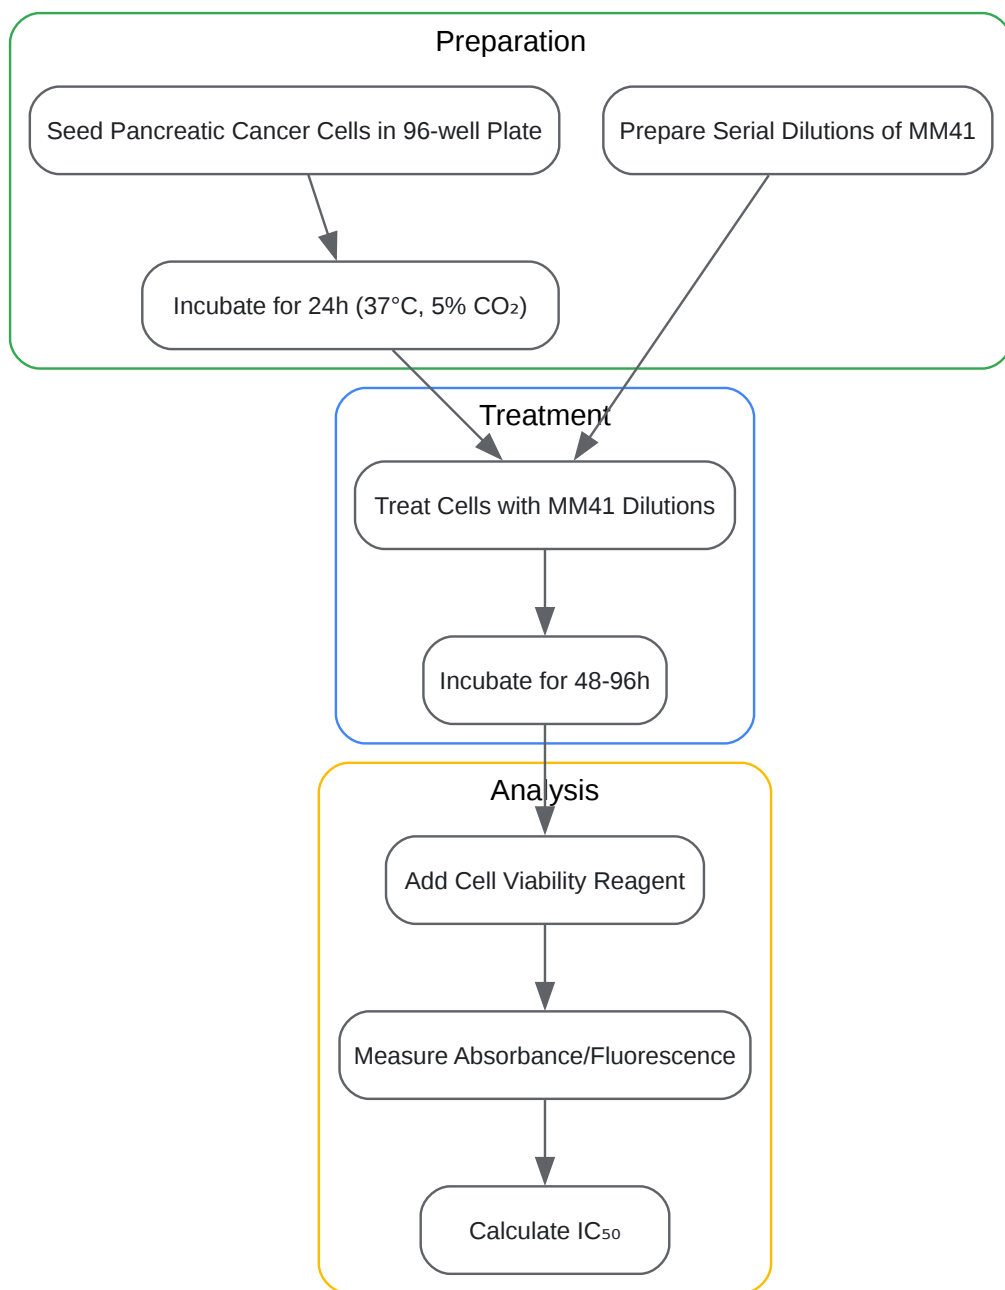 Preparation
Seed Pancreatic Cancer Cells in 96-well Plate
Prepare Serial Dilutions of MM41
Incubate for 24h (37°C, 5% CO₂)
Treatment
Treat Cells with MM41 Dilutions
Incubate for 48-96h
Analysis
Add Cell Viability Reagent
Measure Absorbance/Fluorescence
Calculate IC₅₀